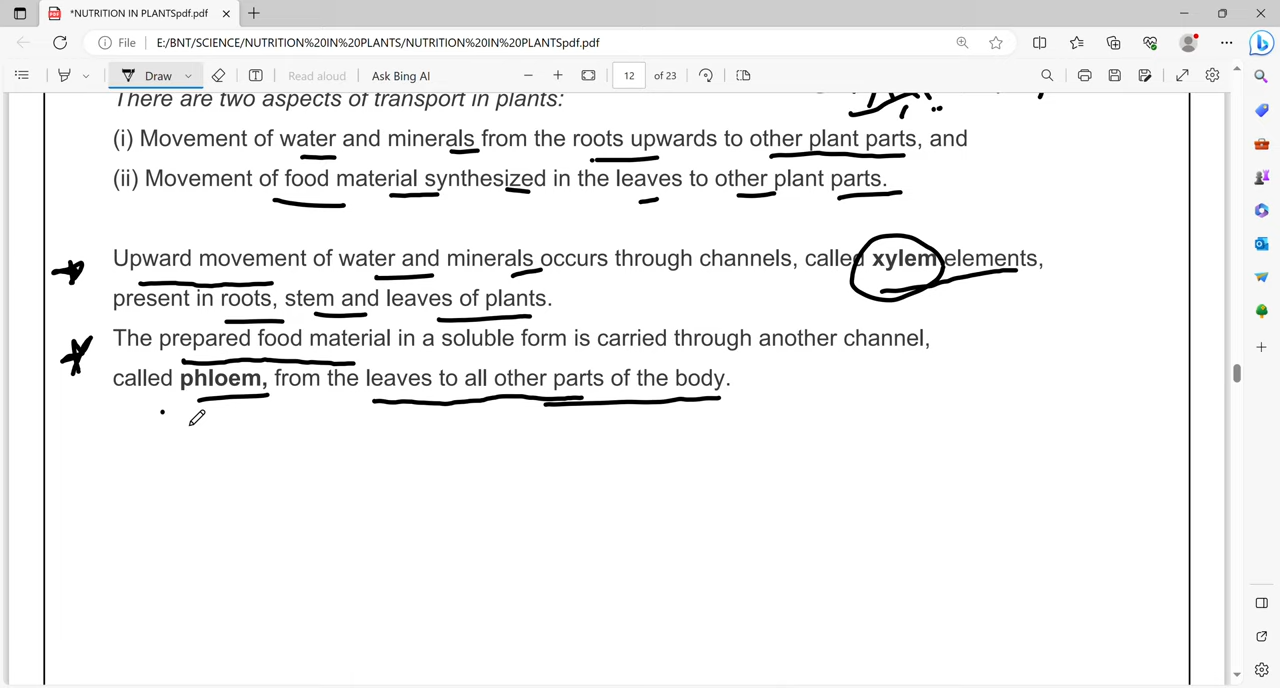 *NUTRITION IN PLANTSpdf.pdf
File
E:/BNT/SCIENCE/NUTRITION%20IN%20PLANTS/NUTRITION%20IN%20PLANTSpdf.pdf
Draw
Read aloud
Ask Bing AI
12 of 23
There are two aspects of transport in plants:
(i) Movement of water and minerals from the roots upwards to other plant parts, and
(ii) Movement of food material synthesized in the leaves to other plant parts.
Upward movement of water and minerals occurs through channels, called xylem elements,
present in roots, stem and leaves of plants.
The prepared food material in a soluble form is carried through another channel,
called phloem, from the leaves to all other parts of the body.